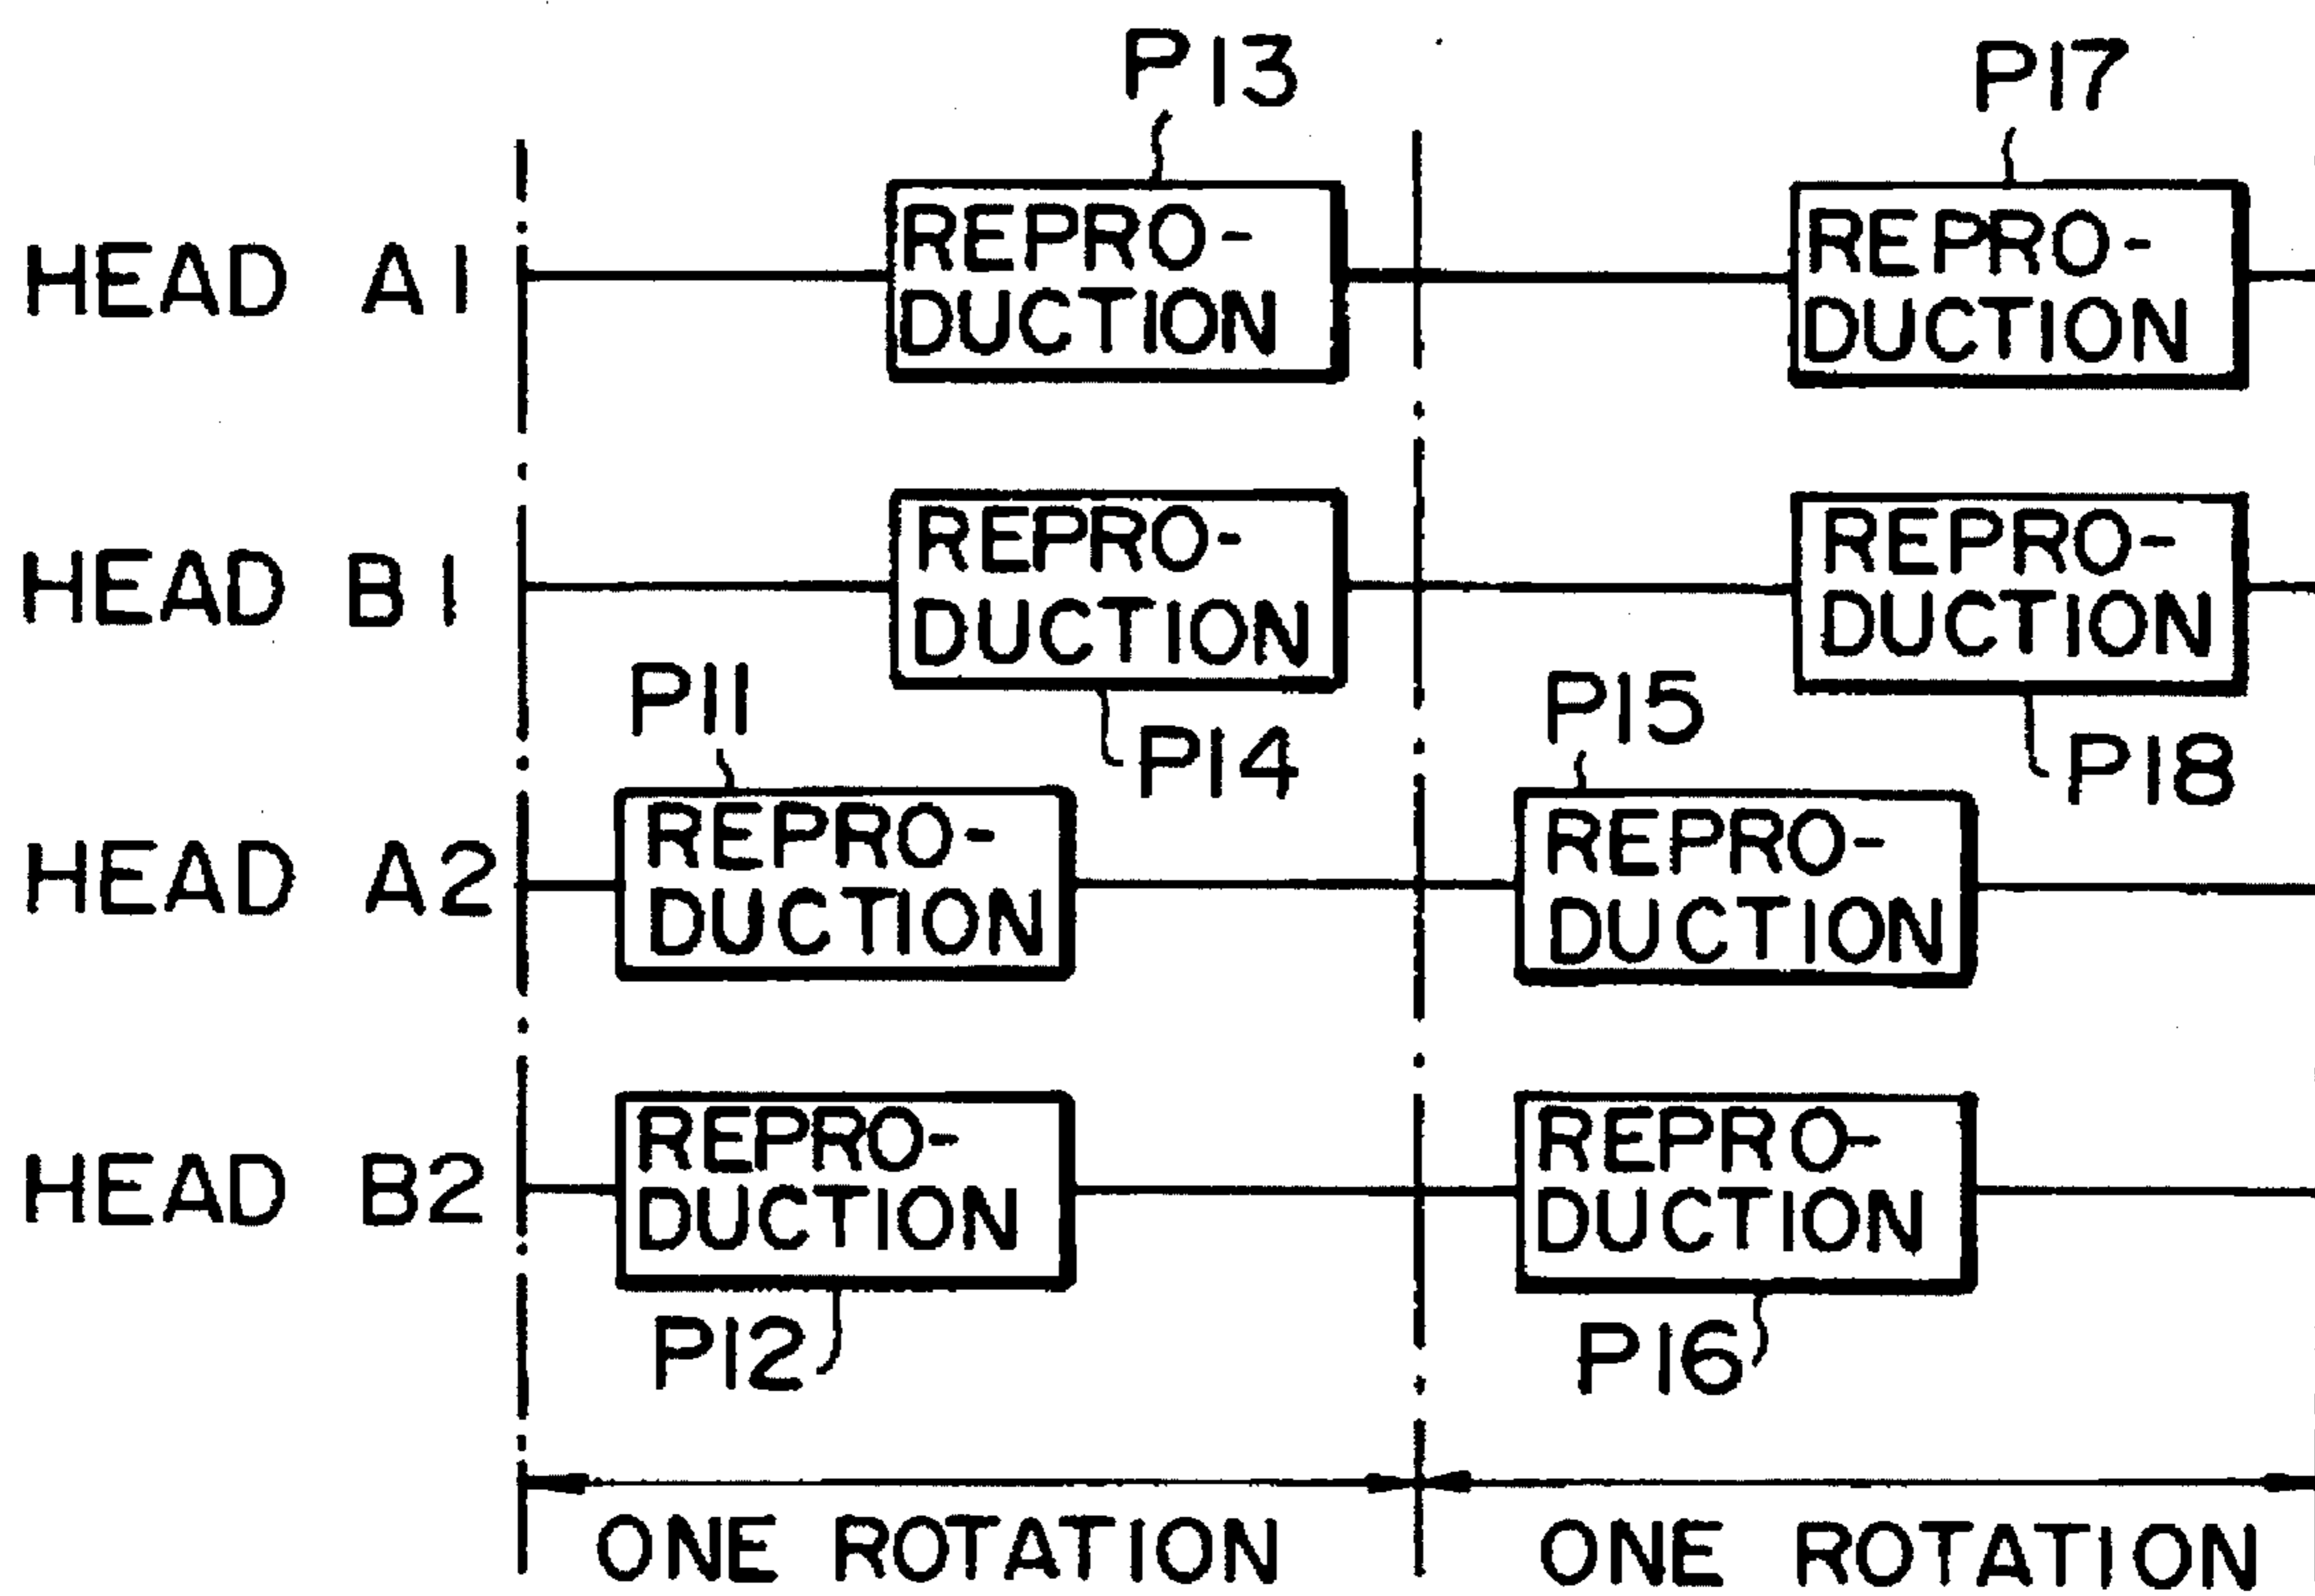 P13
P17
HEAD A1
REPRO-
DUCTION
REPRO-
DUCTION
HEAD B1
REPRO-
DUCTION
REPRO-
DUCTION
P11
P14
P15
P18
HEAD A2
REPRO-
DUCTION
REPRO-
DUCTION
HEAD B2
REPRO-
DUCTION
REPRO-
DUCTION
P12
P16
ONE ROTATION
ONE ROTATION